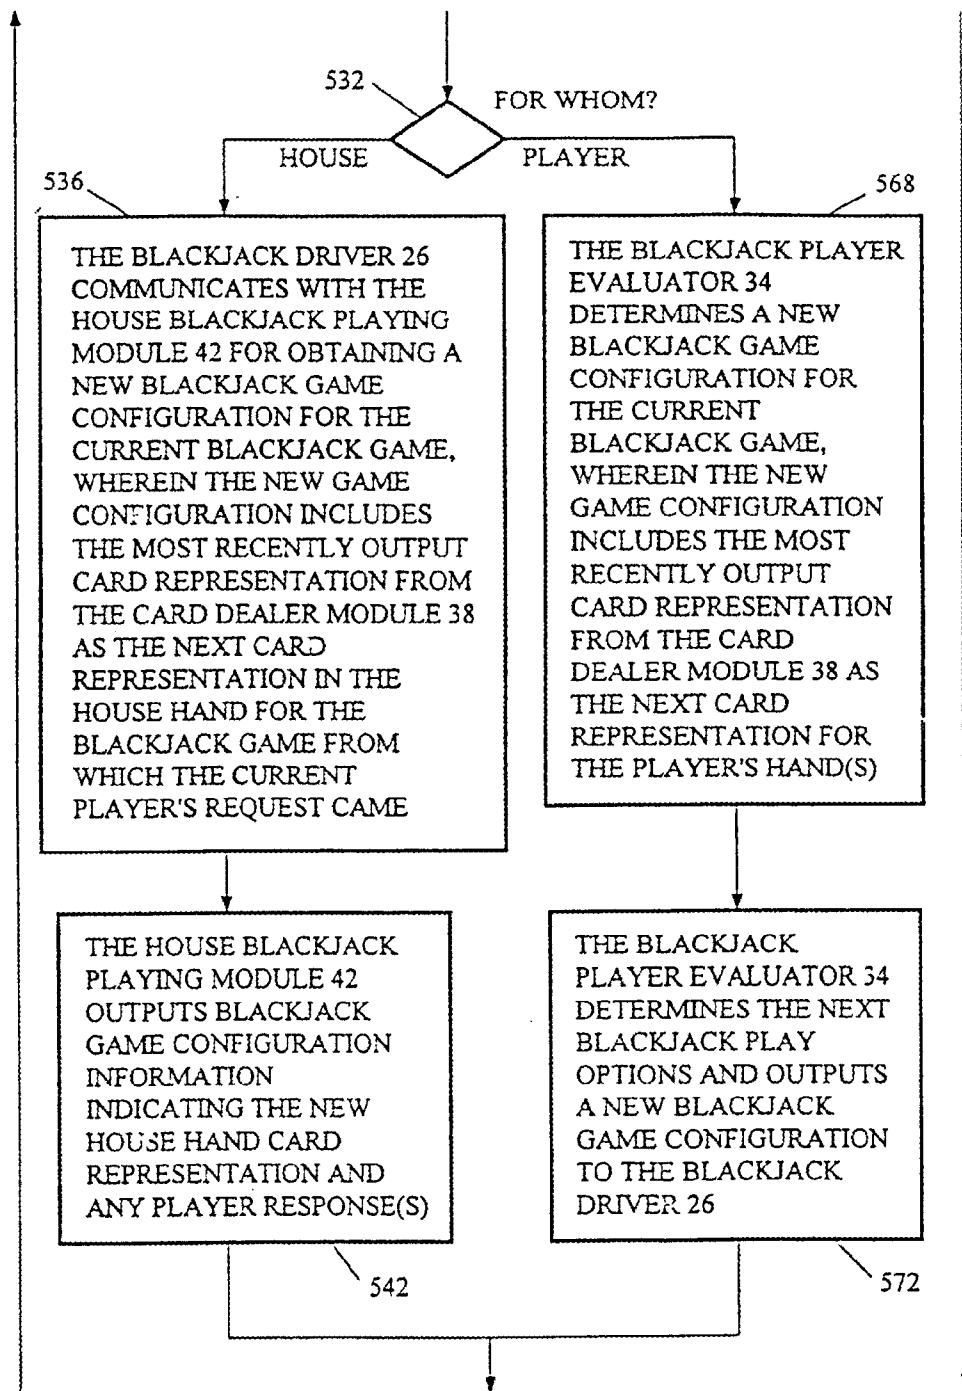 532
FOR WHOM?
HOUSE
PLAYER
536
568
THE BLACKJACK DRIVER 26
COMMUNICATES WITH THE
HOUSE BLACKJACK PLAYING
MODULE 42 FOR OBTAINING A
NEW BLACKJACK GAME
CONFIGURATION FOR THE
CURRENT BLACKJACK GAME,
WHEREIN THE NEW GAME
CONFIGURATION INCLUDES
THE MOST RECENTLY OUTPUT
CARD REPRESENTATION FROM
THE CARD DEALER MODULE 38
AS THE NEXT CARD
REPRESENTATION IN THE
HOUSE HAND FOR THE
BLACKJACK GAME FROM
WHICH THE CURRENT
PLAYER'S REQUEST CAME
THE BLACKJACK PLAYER
EVALUATOR 34
DETERMINES A NEW
BLACKJACK GAME
CONFIGURATION FOR
THE CURRENT
BLACKJACK GAME,
WHEREIN THE NEW
GAME CONFIGURATION
INCLUDES THE MOST
RECENTLY OUTPUT
CARD REPRESENTATION
FROM THE CARD
DEALER MODULE 38 AS
THE NEXT CARD
REPRESENTATION FOR
THE PLAYER'S HAND(S)
THE HOUSE BLACKJACK
PLAYING MODULE 42
OUTPUTS BLACKJACK
GAME CONFIGURATION
INFORMATION
INDICATING THE NEW
HOUSE HAND CARD
REPRESENTATION AND
ANY PLAYER RESPONSE(S)
THE BLACKJACK
PLAYER EVALUATOR 34
DETERMINES THE NEXT
BLACKJACK PLAY
OPTIONS AND OUTPUTS
A NEW BLACKJACK
GAME CONFIGURATION
TO THE BLACKJACK
DRIVER 26
542
572